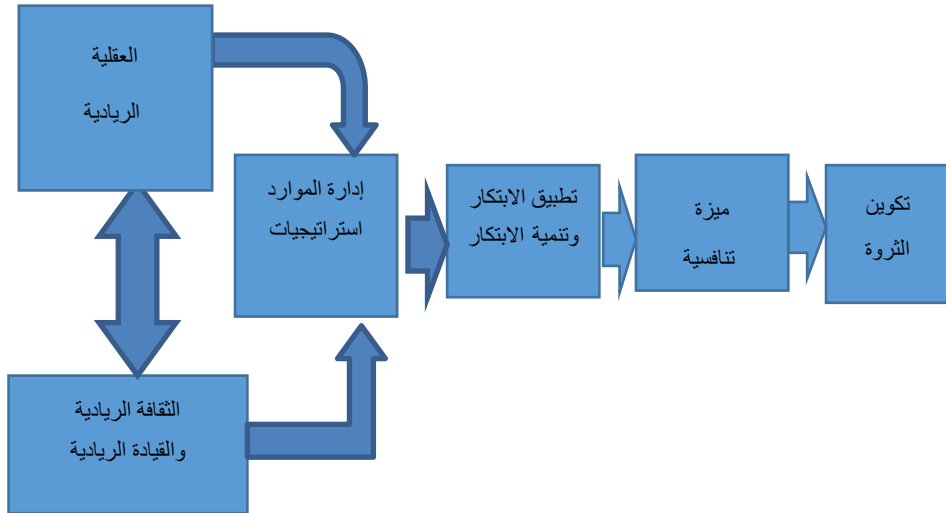 العقلية
الريادية
إدارة الموارد
استراتيجيات
تطبيق الابتكار
وتنمية الابتكار
ميزة
تنافسية
تكوين
الثروة
الثقافة الريادية
والقيادة الريادية